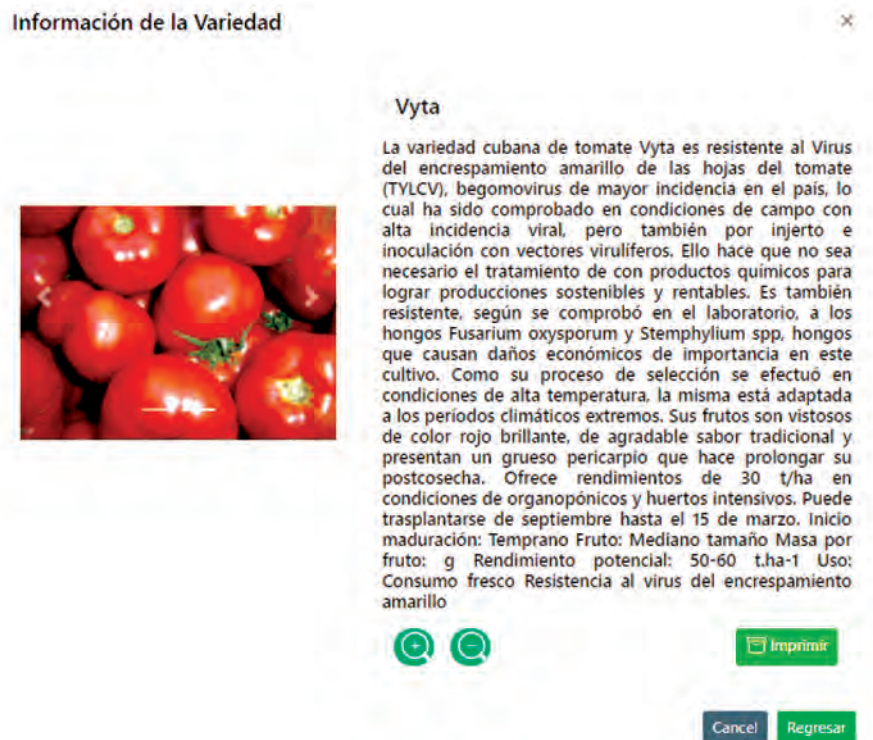 Información de la Variedad
×
Vyta
La variedad cubana de tomate Vyta es resistente al Virus
del encrespamiento amarillo de las hojas del tomate
(TYLCV), begomovirus de mayor incidencia en el país, lo
cual ha sido comprobado en condiciones de campo con
alta incidencia viral, pero también por injerto e
inoculación con vectores virulíferos. Ello hace que no sea
necesario el tratamiento de con productos químicos para
lograr producciones sostenibles y rentables. Es también
resistente, según se comprobó en el laboratorio, a los
hongos Fusarium oxysporum y Stemphylium spp, hongos
que causan daños económicos de importancia en este
cultivo. Como su proceso de selección se efectuó en
condiciones de alta temperatura, la misma está adaptada
a los períodos climáticos extremos. Sus frutos son vistosos
de color rojo brillante, de agradable sabor tradicional y
presentan un grueso pericarpio que hace prolongar su
postcosecha. Ofrece rendimientos de 30 t/ha en
condiciones de organopónicos y huertos intensivos. Puede
trasplantarse de septiembre hasta el 15 de marzo. Inicio
maduración: Temprano Fruto: Mediano tamaño Masa por
fruto: g Rendimiento potencial: 50-60 t.ha-1 Uso:
Consumo fresco Resistencia al virus del encrespamiento
amarillo
Imprimir
Cancel Regresar